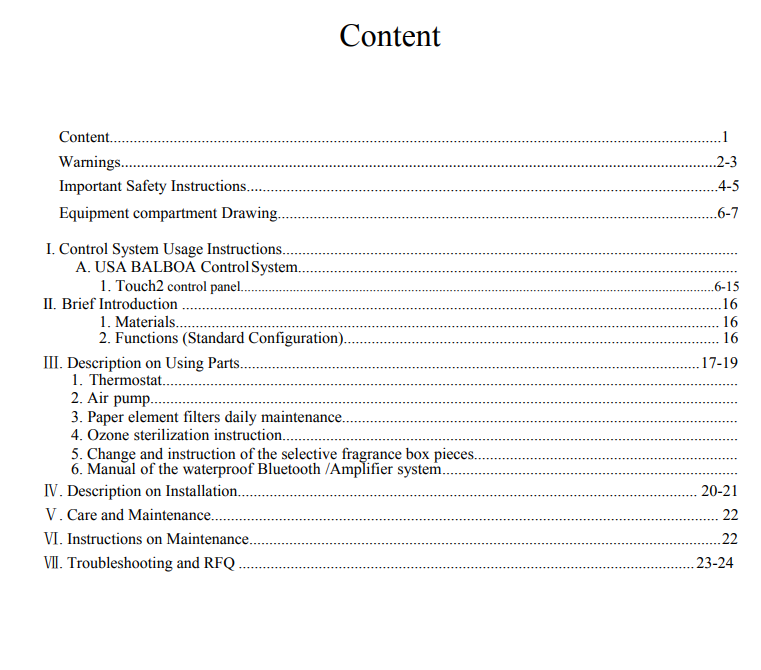 Content
Content....................1
Warnings....................2-3
Important Safety Instructions....................4-5
Equipment compartment Drawing....................6-7
I. Control System Usage Instructions....................
A. USA BALBOA Control System....................
1. Touch2 control panel....................6-15
II. Brief Introduction ....................16
1. Materials.................... 16
2. Functions (Standard Configuration).................... 16
III. Description on Using Parts....................17-19
1. Thermostat....................
2. Air pump....................
3. Paper element filters daily maintenance....................
4. Ozone sterilization instruction....................
5. Change and instruction of the selective fragrance box pieces....................
6. Manual of the waterproof Bluetooth /Amplifier system....................
Ⅳ. Description on Installation.................... 20-21
Ⅴ. Care and Maintenance.................... 22
Ⅵ. Instructions on Maintenance....................22
Ⅶ. Troubleshooting and RFQ ....................23-24